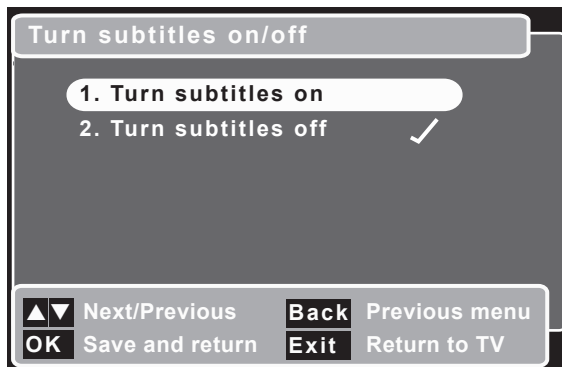 Turn subtitles on/off
1. Turn subtitles on
2. Turn subtitles off
▲▼ Next/Previous Back Previous menu
OK Save and return Exit Return to TV